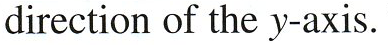 direction of the y-axis.